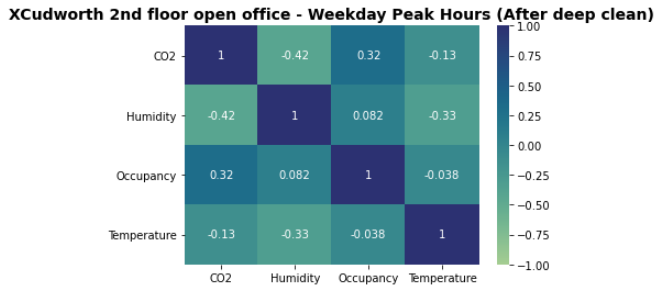 XCudworth 2nd floor open office - Weekday Peak Hours (After deep clean)
CO2 1 -0.42 0.32 -0.13
Humidity -0.42 1 0.082 -0.33
Occupancy 0.32 0.082 1 -0.038
Temperature -0.13 -0.33 -0.038 1
CO2 Humidity Occupancy Temperature
1.00
0.75
0.50
0.25
0.00
−0.25
−0.50
−0.75
−1.00